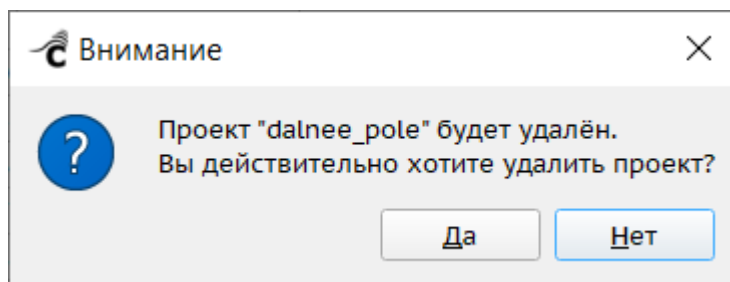 Внимание
Проект "dalnee_pole" будет удалён.
Вы действительно хотите удалить проект?
Да
Нет